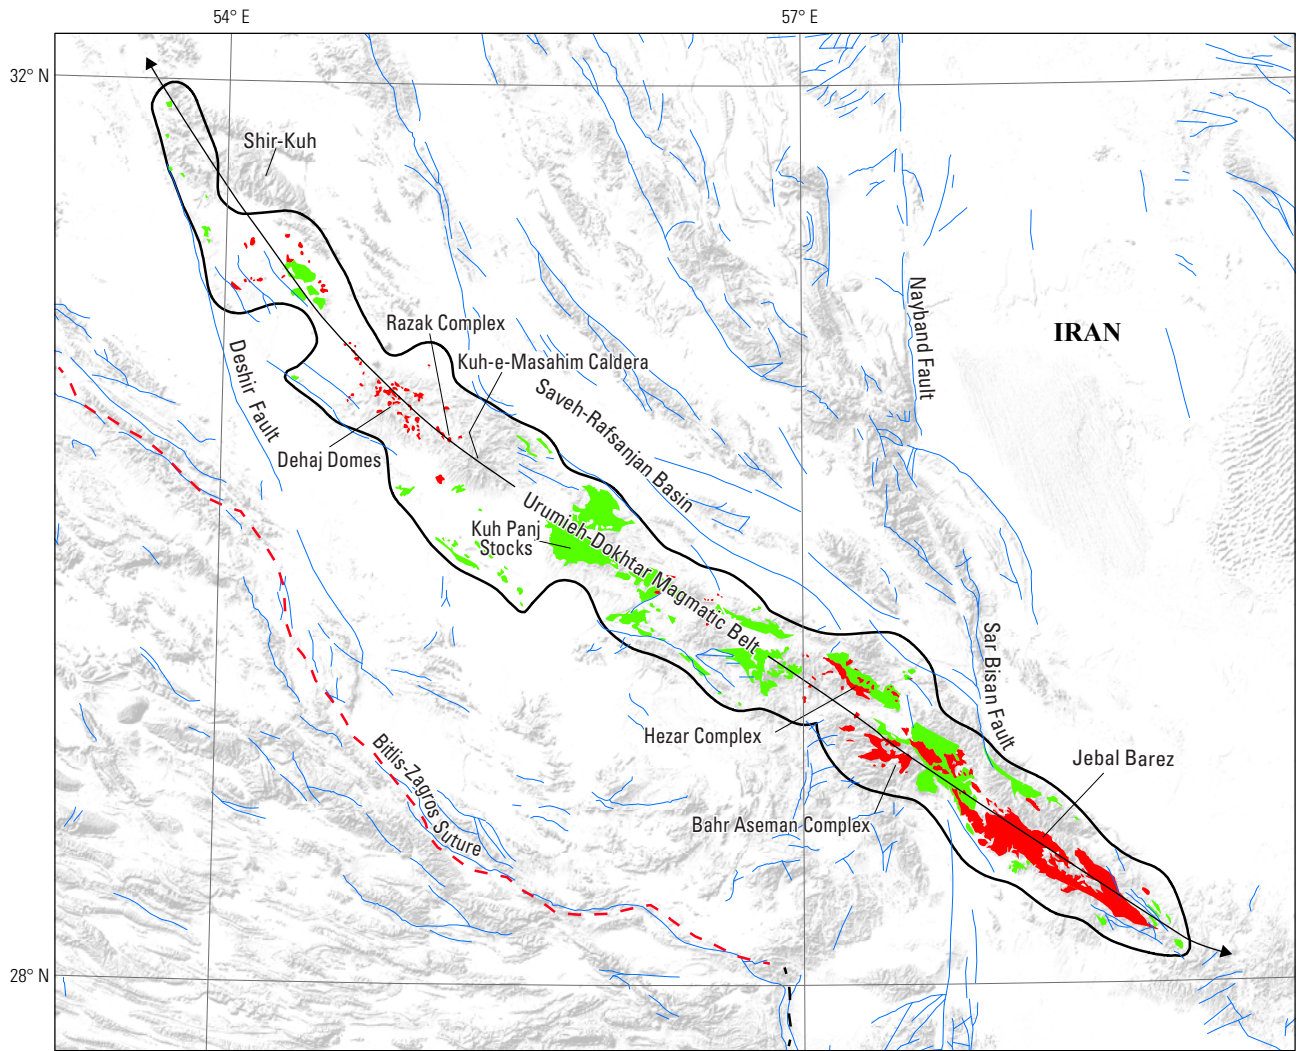 54° E
57° E
32° N
Shir-Kuh
Nayband Fault
IRAN
Razak Complex
Kuh-e-Masahim Caldera
Deshir Fault
Saveh-Rafsanjan Basin
Dehaj Domes
Urumieh-Dokhtar Magmatic Belt
Kuh Panj
Stocks
Sar Bisan Fault
Hezar Complex
Bitlis-Zagros Suture
Jebal Barez
Bahr Aseman Complex
28° N